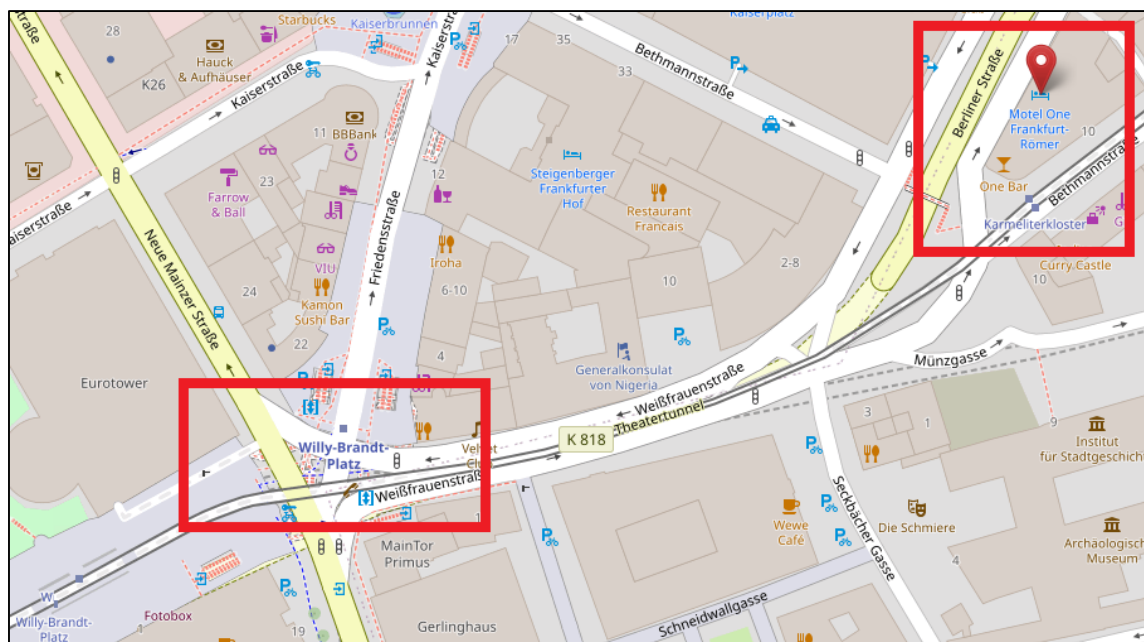 Starbucks
Kaiserbrunnen
Kaiserplatz
28
Hauck
& Aufhäuser
K26
Kaiserstraße
Kaiserstraße
17
35
Bethmannstraße
33
Berliner Straße
Motel One
Frankfurt-
Römer
10
One Bar
Bethmannstraße
Karmeliterkloster
Curry Castle
10
11
BBBank
12
Steigenberger
Frankfurter
Hof
Restaurant
Francais
Farrow
& Ball
23
Friedensstraße
VIU
Iroha
6-10
10
2-8
24
Kamon
Sushi Bar
Neue Mainzer Straße
22
4
Eurotower
Generalkonsulat
von Nigeria
Weißfrauenstraße
Theatertunnel
K 818
Münzgasse
3
1
9
Institut
für Stadtgeschicht
Willy-Brandt-
Platz
Velvet
Club
Weißfrauenstraß
Seckbächer Gasse
Wewe
Café
Die Schmiere
4
Archäologisch
Museum
MainTor
Primus
Fotobox
Willy-Brandt-
Platz
19
Gerlinghaus
Schneidwallgasse